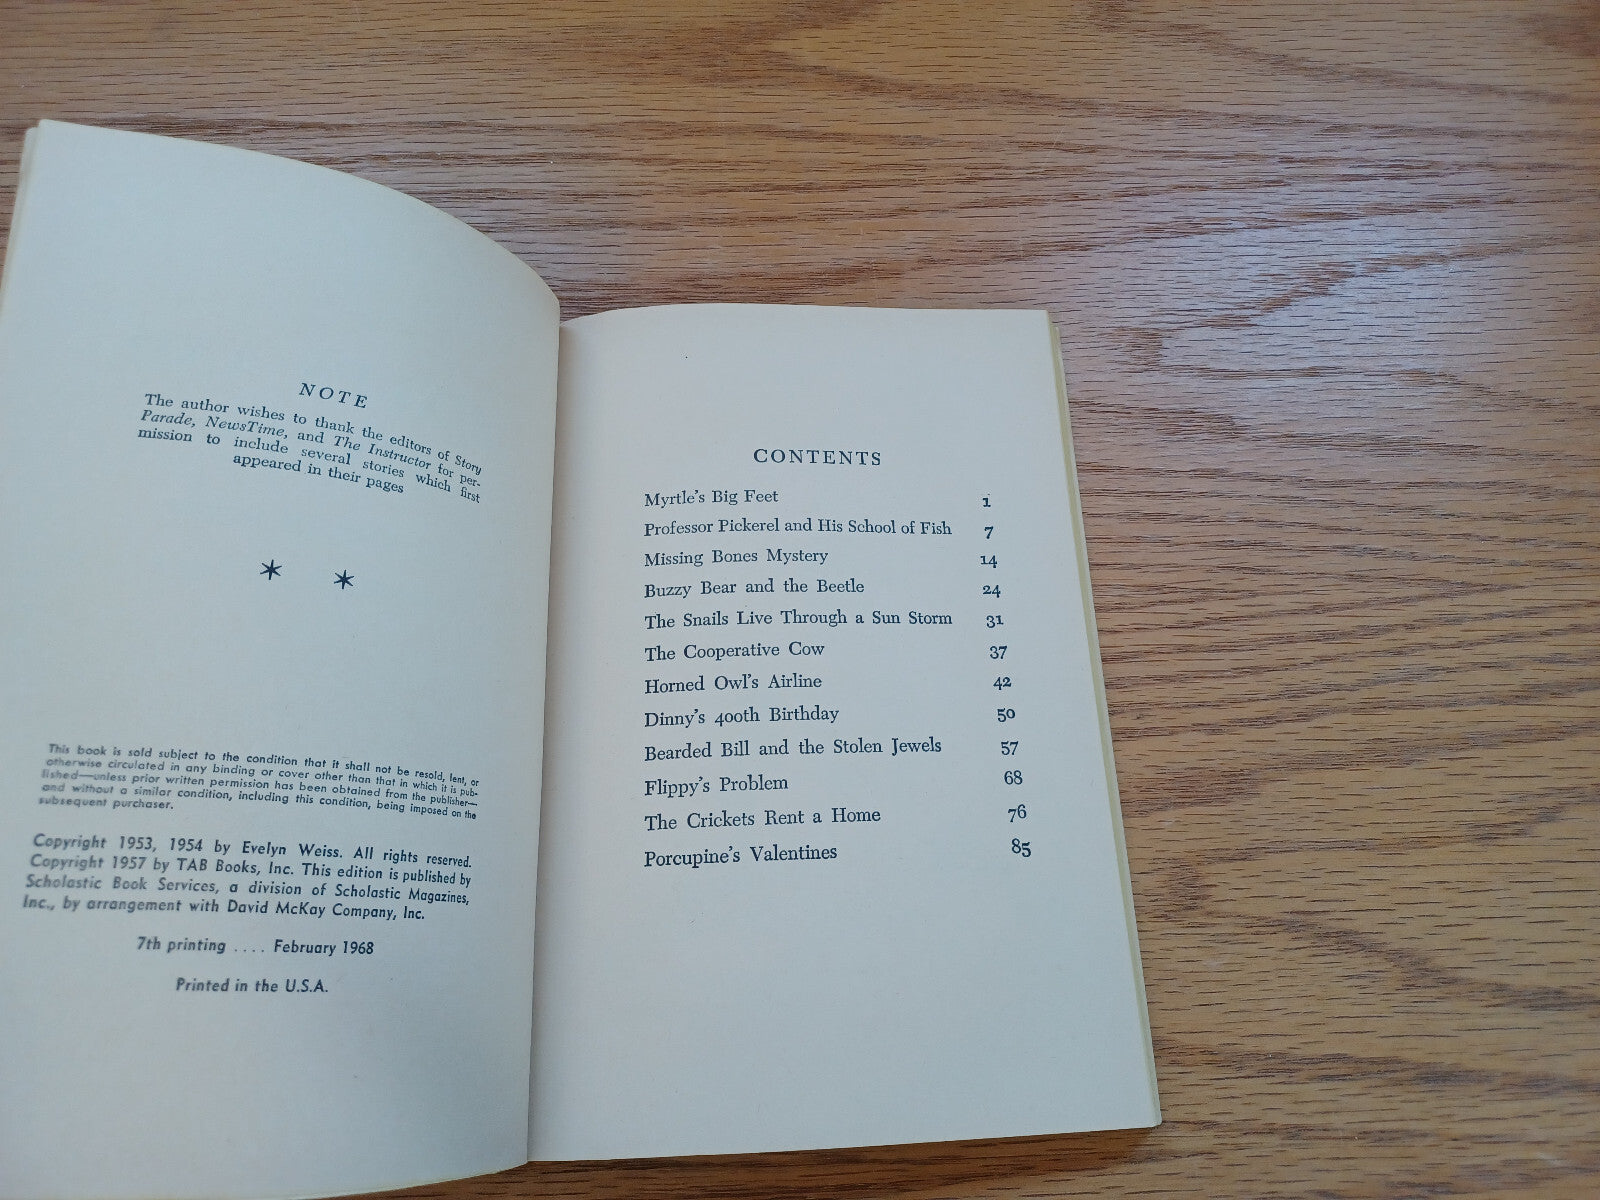 NOTE
The author wishes to thank the editors of Story
Parade, NewsTime, and The Instructor for per-
mission to include several stories which first
appeared in their pages
* *
This book is sold subject to the condition that it shall not be resold, lent, or
otherwise circulated in any binding or cover other than that in which it is pub-
lished—unless prior written permission has been obtained from the publisher—
and without a similar condition, including this condition, being imposed on the
subsequent purchaser.
Copyright 1953, 1954 by Evelyn Weiss. All rights reserved.
Copyright 1957 by TAB Books, Inc. This edition is published by
Scholastic Book Services, a division of Scholastic Magazines,
Inc., by arrangement with David McKay Company, Inc.
7th printing .... February 1968
Printed in the U.S.A.
CONTENTS
Myrtle's Big Feet 1
Professor Pickerel and His School of Fish 7
Missing Bones Mystery 14
Buzzy Bear and the Beetle 24
The Snails Live Through a Sun Storm 31
The Cooperative Cow 37
Horned Owl's Airline 42
Dinny's 400th Birthday 50
Bearded Bill and the Stolen Jewels 57
Flippy's Problem 68
The Crickets Rent a Home 76
Porcupine's Valentines 85